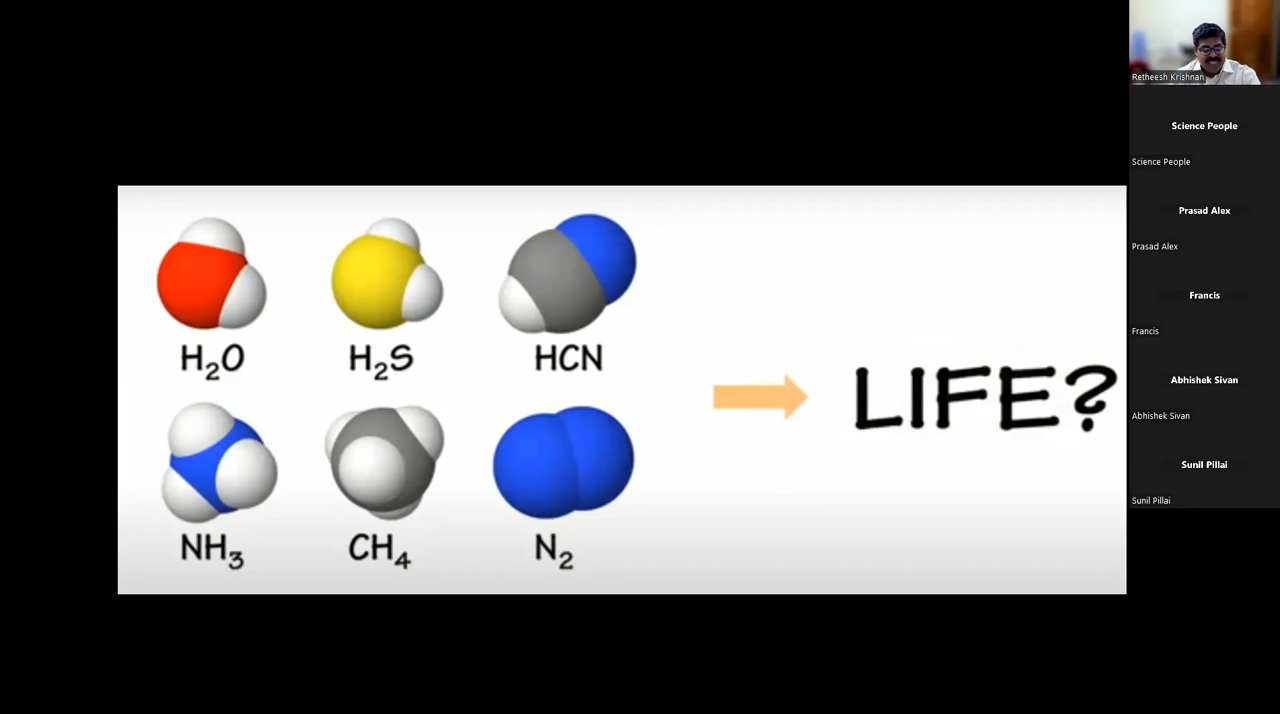 H₂O H₂S HCN
NH₃ CH₄ N₂
LIFE?
Retheesh Krishnan
Science People
Science People
Prasad Alex
Prasad Alex
Francis
Francis
Abhishek Sivan
Abhishek Sivan
Sunil Pillai
Sunil Pillai